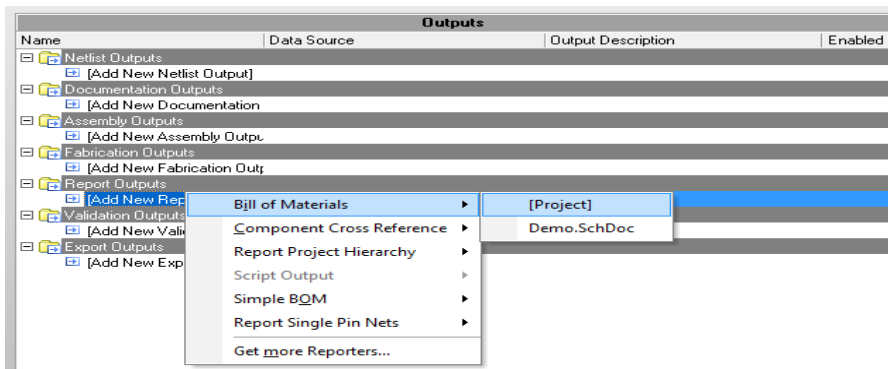 Outputs
Name Data Source Output Description Enabled
Netlist Outputs
[Add New Netlist Output]
Documentation Outputs
[Add New Documentation
Assembly Outputs
[Add New Assembly Outpu
Fabrication Outputs
[Add New Fabrication Outp
Report Outputs
[Add New Rep
Validation Outputs
[Add New Vali
Export Outputs
[Add New Exp
Bill of Materials
Component Cross Reference
Report Project Hierarchy
Script Output
Simple BOM
Report Single Pin Nets
Get more Reporters...
[Project]
Demo.SchDoc